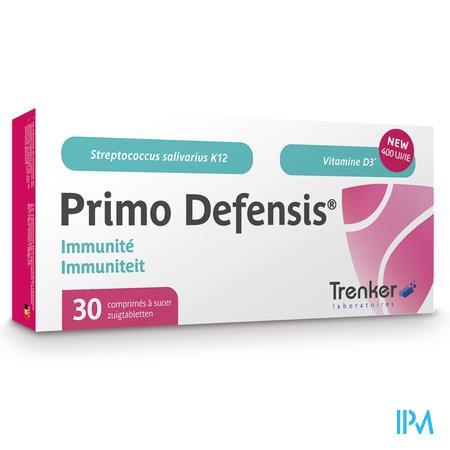 Streptococcus salivarius K12
Vitamine D3*
NEW
400 UI/IE
Primo Defensis®
Immunité
Immuniteit
30 comprimés à sucer
zuigtabletten
Trenker
laboratoires
IPM